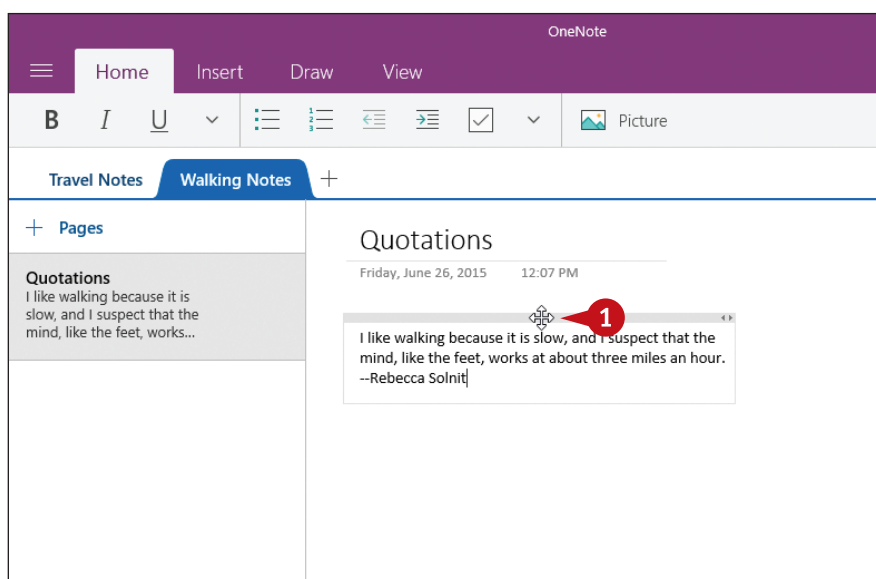 OneNote
Home Insert Draw View
B I U Picture
Travel Notes Walking Notes +
+ Pages
Quotations
I like walking because it is
slow, and I suspect that the
mind, like the feet, works...
Quotations
Friday, June 26, 2015 12:07 PM
1
I like walking because it is slow, and I suspect that the
mind, like the feet, works at about three miles an hour.
--Rebecca Solnit